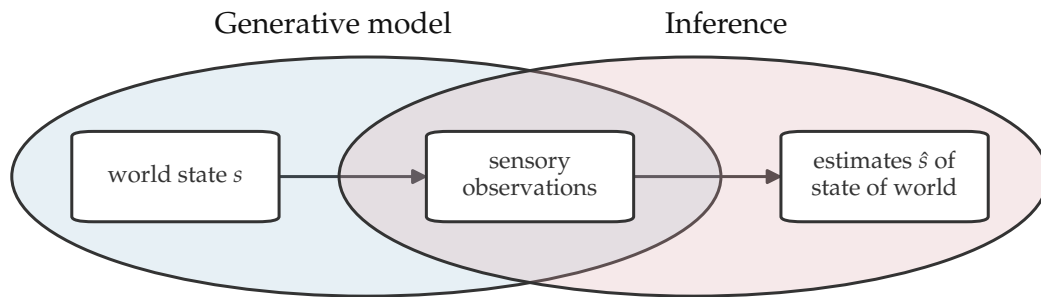 Generative model
Inference
world state s
sensory
observations
estimates ŝ of
state of world